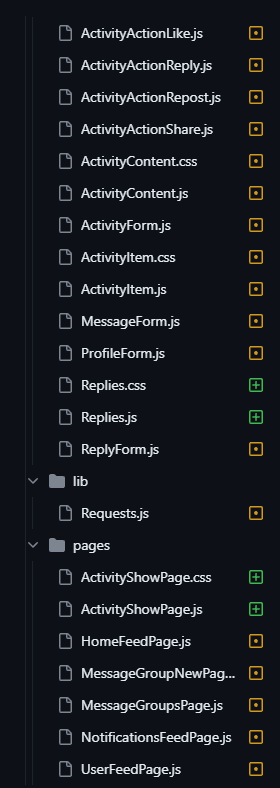 ActivityActionLike.js
ActivityActionReply.js
ActivityActionRepost.js
ActivityActionShare.js
ActivityContent.css
ActivityContent.js
ActivityForm.js
ActivityItem.css
ActivityItem.js
MessageForm.js
ProfileForm.js
Replies.css
Replies.js
ReplyForm.js
lib
Requests.js
pages
ActivityShowPage.css
ActivityShowPage.js
HomeFeedPage.js
MessageGroupNewPag...
MessageGroupsPage.js
NotificationsFeedPage.js
UserFeedPage.js